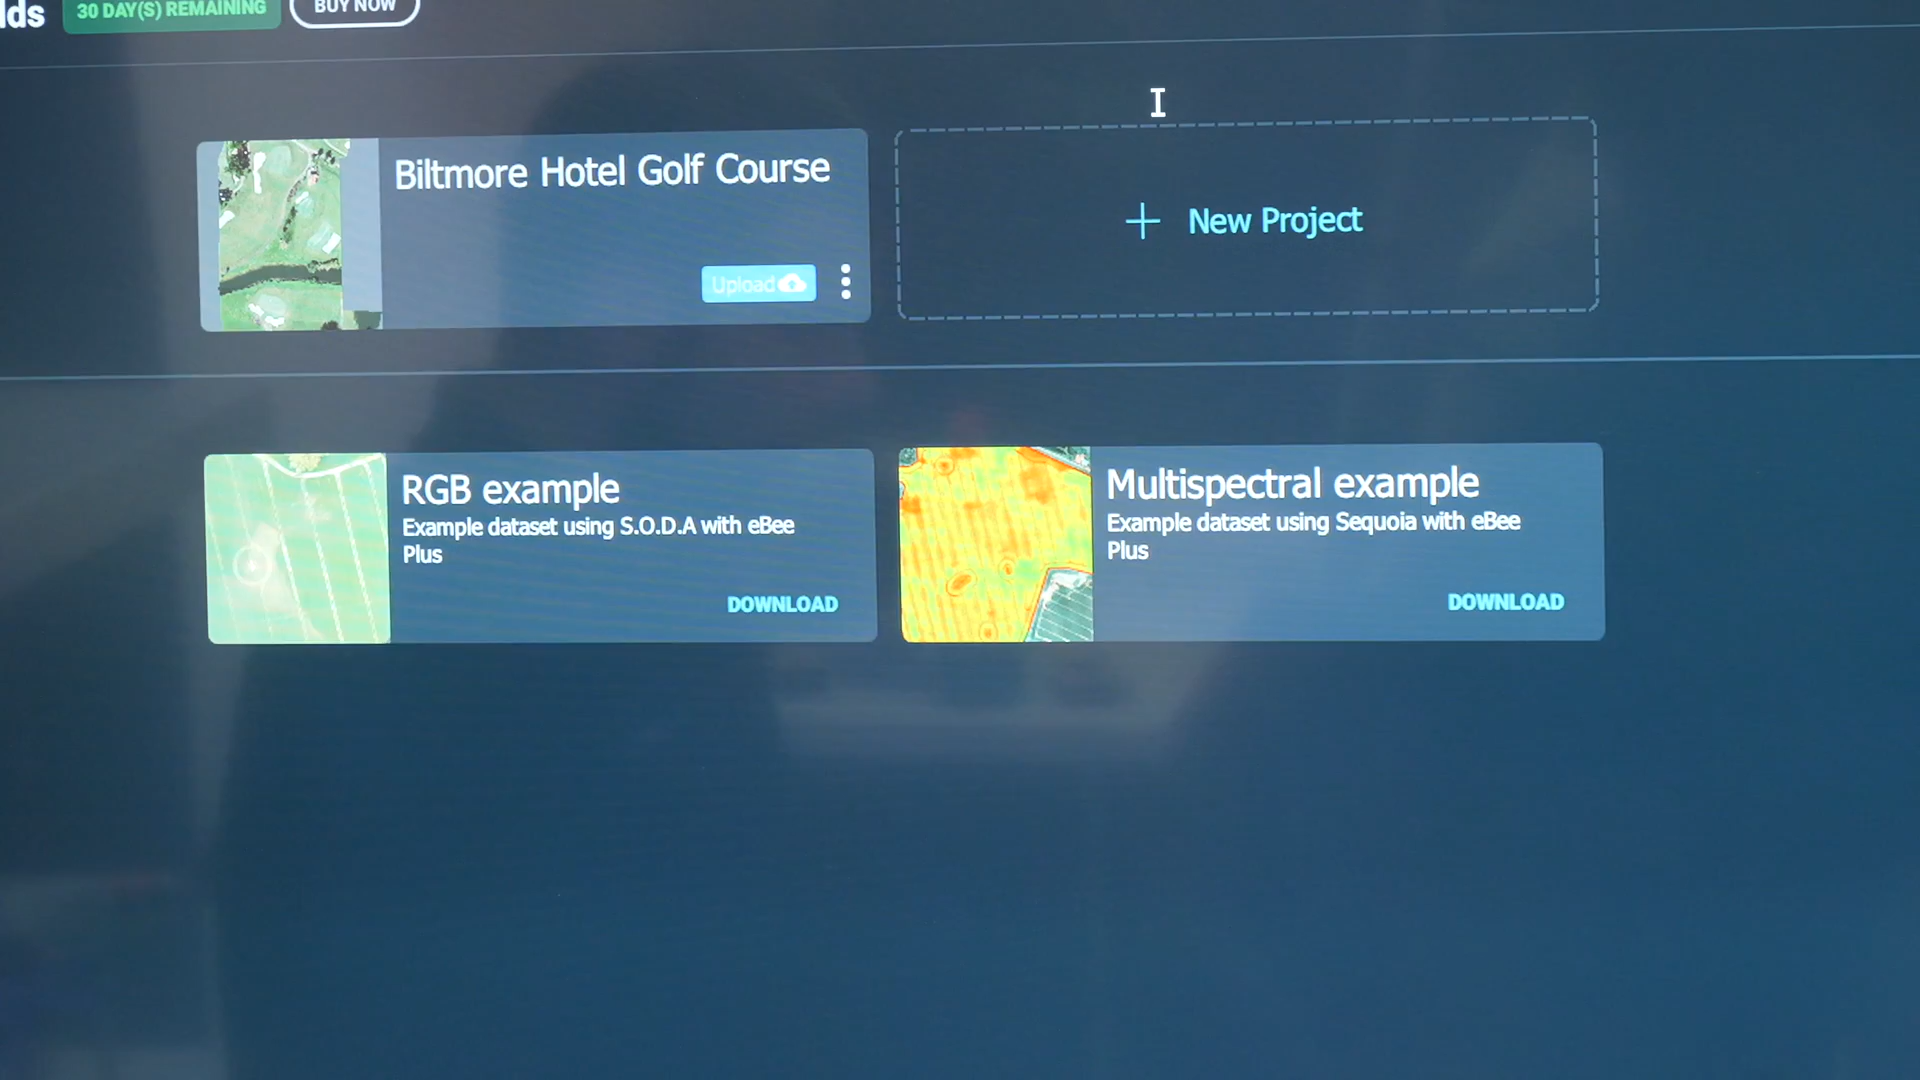 lds
30 DAY(S) REMAINING
BUY NOW
Biltmore Hotel Golf Course
Upload
+ New Project
RGB example
Example dataset using S.O.D.A with eBee
Plus
DOWNLOAD
Multispectral example
Example dataset using Sequoia with eBee
Plus
DOWNLOAD